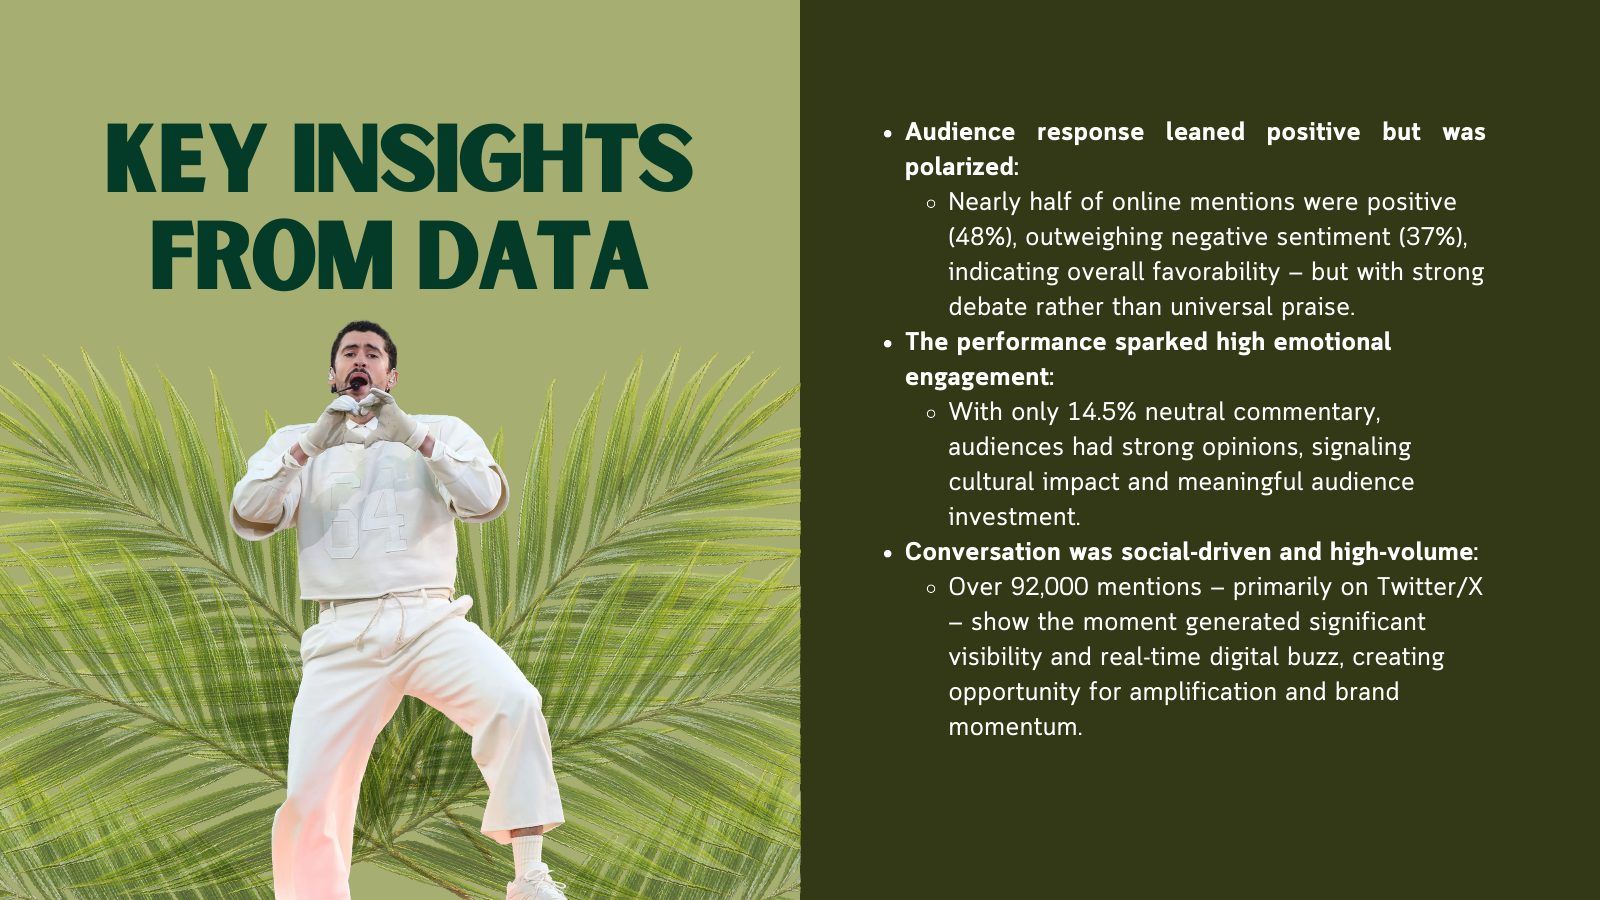 KEY INSIGHTS
FROM DATA
64
• Audience response leaned positive but was
polarized:
◦ Nearly half of online mentions were positive
(48%), outweighing negative sentiment (37%),
indicating overall favorability – but with strong
debate rather than universal praise.
• The performance sparked high emotional
engagement:
◦ With only 14.5% neutral commentary,
audiences had strong opinions, signaling
cultural impact and meaningful audience
investment.
• Conversation was social-driven and high-volume:
◦ Over 92,000 mentions – primarily on Twitter/X
– show the moment generated significant
visibility and real-time digital buzz, creating
opportunity for amplification and brand
momentum.